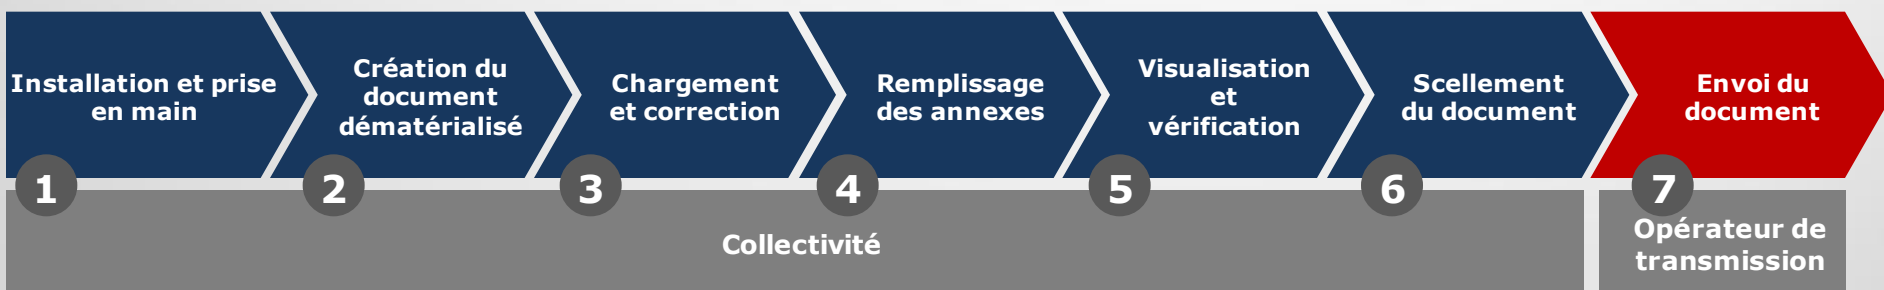 Installation et prise
en main
Création du
document
dématérialisé
Chargement
et correction
Remplissage
des annexes
Visualisation
et
vérification
Scellement
du document
Envoi du
document
1
2
3
4
5
6
7
Collectivité
Opérateur de
transmission